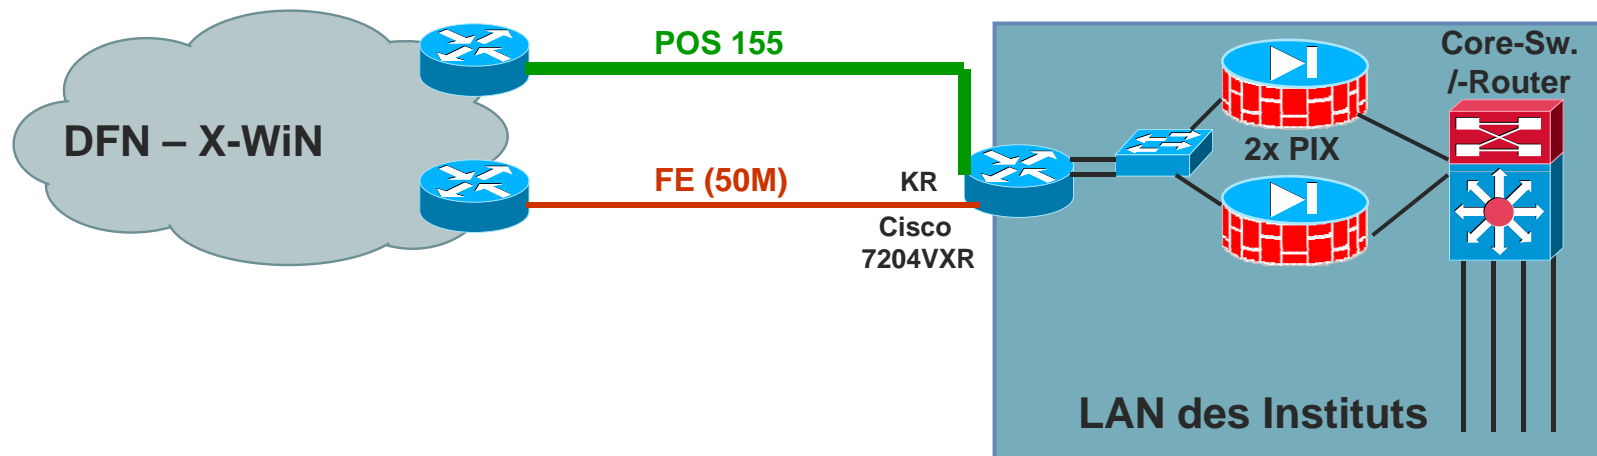 POS 155
Core-Sw.
/-Router
DFN – X-WiN
2x PIX
FE (50M)
KR
Cisco
7204VXR
LAN des Instituts